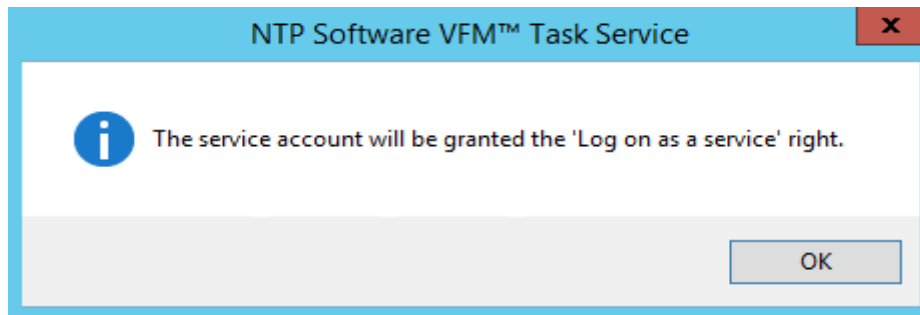 NTP Software VFM™ Task Service
x
The service account will be granted the 'Log on as a service' right.
OK